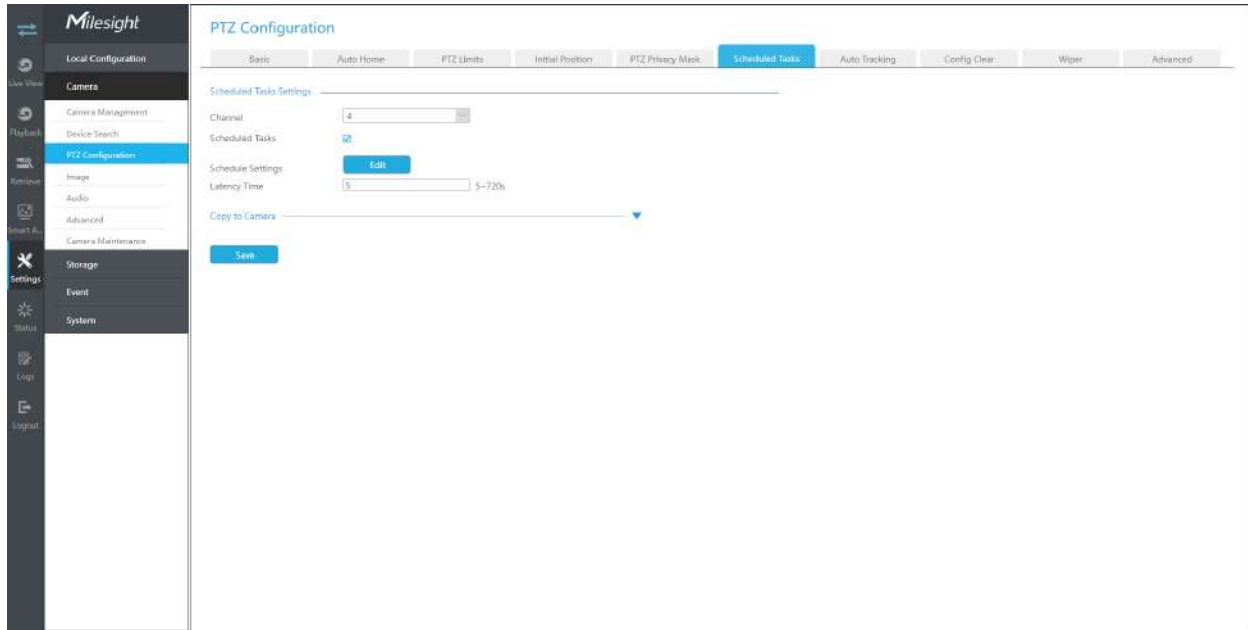 Milesight
Live View
Playback
Retrieve
Smart A...
Settings
Status
Logs
Logout
Local Configuration
Camera
Camera Management
Device Search
PTZ Configuration
Image
Audio
Advanced
Camera Maintenance
Storage
Event
System
PTZ Configuration
Basic Auto Home PTZ Limits Initial Position PTZ Privacy Mask Scheduled Tasks Auto Tracking Config Clear Wiper Advanced
Scheduled Tasks Settings
Channel 4
Scheduled Tasks
Schedule Settings Edit
Latency Time 5 5~720s
Copy to Camera
Save